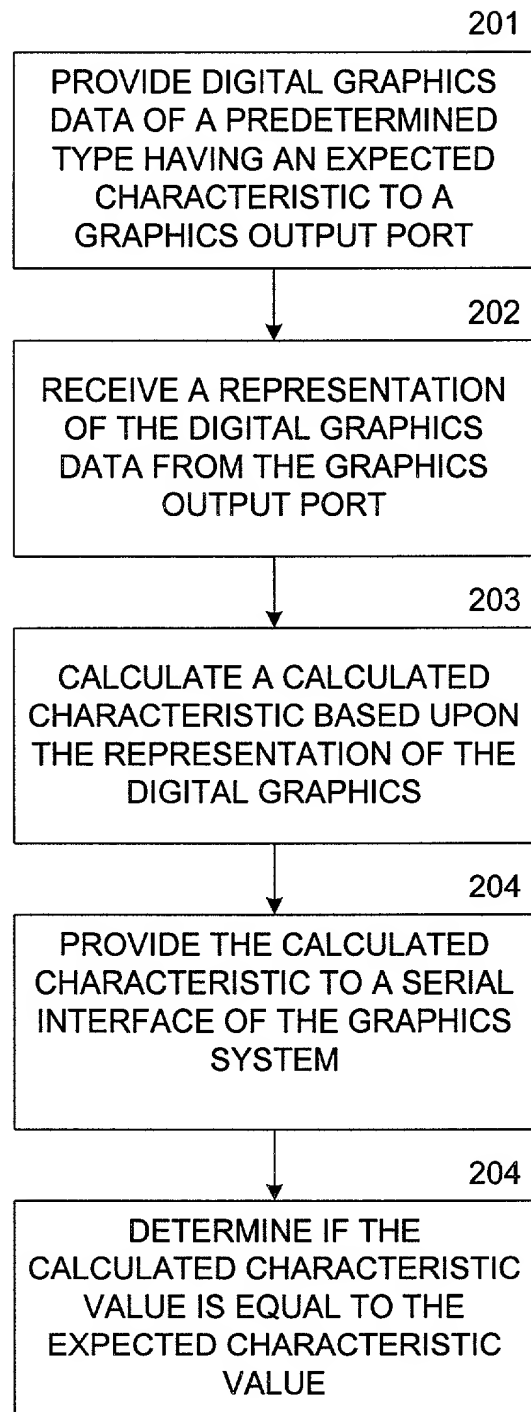 201
PROVIDE DIGITAL GRAPHICS
DATA OF A PREDETERMINED
TYPE HAVING AN EXPECTED
CHARACTERISTIC TO A
GRAPHICS OUTPUT PORT
202
RECEIVE A REPRESENTATION
OF THE DIGITAL GRAPHICS
DATA FROM THE GRAPHICS
OUTPUT PORT
203
CALCULATE A CALCULATED
CHARACTERISTIC BASED UPON
THE REPRESENTATION OF THE
DIGITAL GRAPHICS
204
PROVIDE THE CALCULATED
CHARACTERISTIC TO A SERIAL
INTERFACE OF THE GRAPHICS
SYSTEM
204
DETERMINE IF THE
CALCULATED CHARACTERISTIC
VALUE IS EQUAL TO THE
EXPECTED CHARACTERISTIC
VALUE